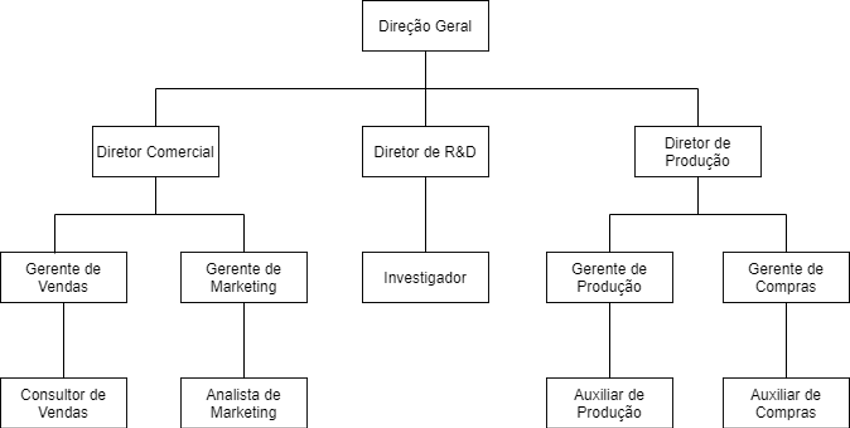 Direção Geral
Diretor Comercial
Diretor de R&D
Diretor de
Produção
Gerente de
Vendas
Gerente de
Marketing
Investigador
Gerente de
Produção
Gerente de
Compras
Consultor de
Vendas
Analista de
Marketing
Auxiliar de
Produção
Auxiliar de
Compras